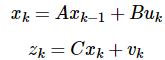 x_k = Ax_{k-1} + Bu_k
z_k = Cx_k + v_k